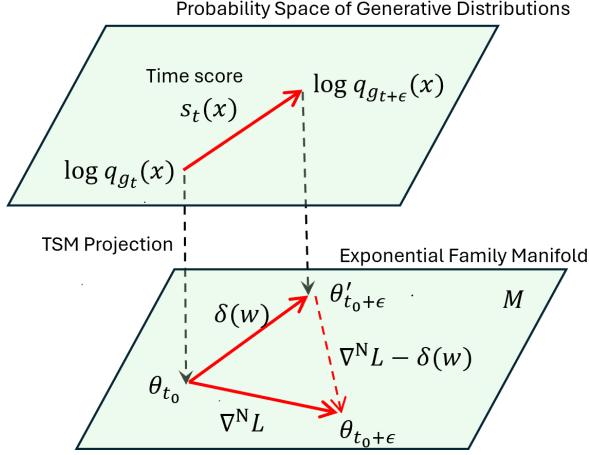 Probability Space of Generative Distributions
Time score
s_t(x)
log q_{g_{t+ϵ}}(x)
log q_{g_t}(x)
TSM Projection
Exponential Family Manifold
θ′_{t_0+ϵ}
M
δ(w)
∇^N L − δ(w)
θ_{t_0}
∇^N L
θ_{t_0+ϵ}